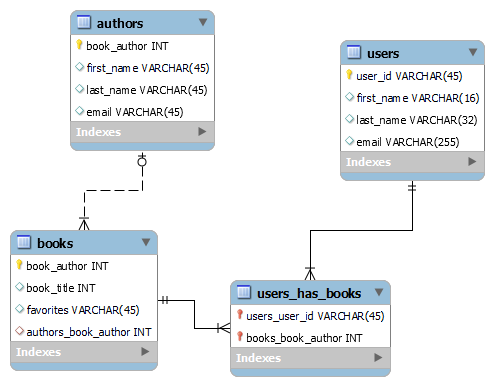 authors
book_author INT
first_name VARCHAR(45)
last_name VARCHAR(45)
email VARCHAR(45)
Indexes
users
user_id VARCHAR(45)
first_name VARCHAR(16)
last_name VARCHAR(32)
email VARCHAR(255)
Indexes
books
book_author INT
book_title INT
favorites VARCHAR(45)
authors_book_author INT
Indexes
users_has_books
users_user_id VARCHAR(45)
books_book_author INT
Indexes